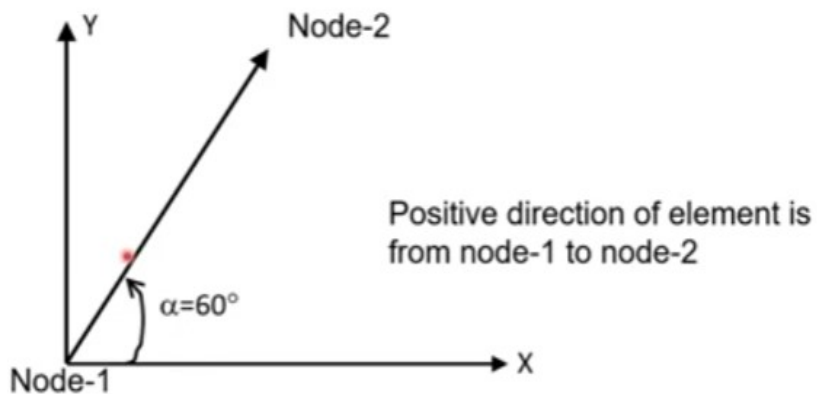 Y
Node-2
Positive direction of element is
from node-1 to node-2
α=60°
X
Node-1